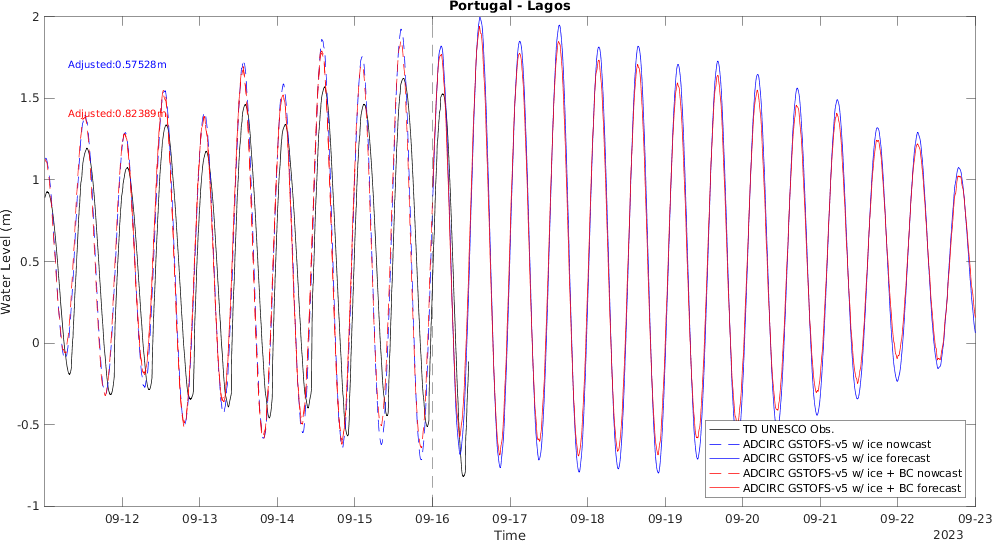 Portugal - Lagos
Adjusted:0.57528m
Adjusted:0.82389m
Water Level (m)
2
1.5
1
0.5
0
-0.5
-1
TD UNESCO Obs.
ADCIRC GSTOFS-v5 w/ ice nowcast
ADCIRC GSTOFS-v5 w/ ice forecast
ADCIRC GSTOFS-v5 w/ ice + BC nowcast
ADCIRC GSTOFS-v5 w/ ice + BC forecast
09-12 09-13 09-14 09-15 09-16 09-17 09-18 09-19 09-20 09-21 09-22 09-23
2023
Time